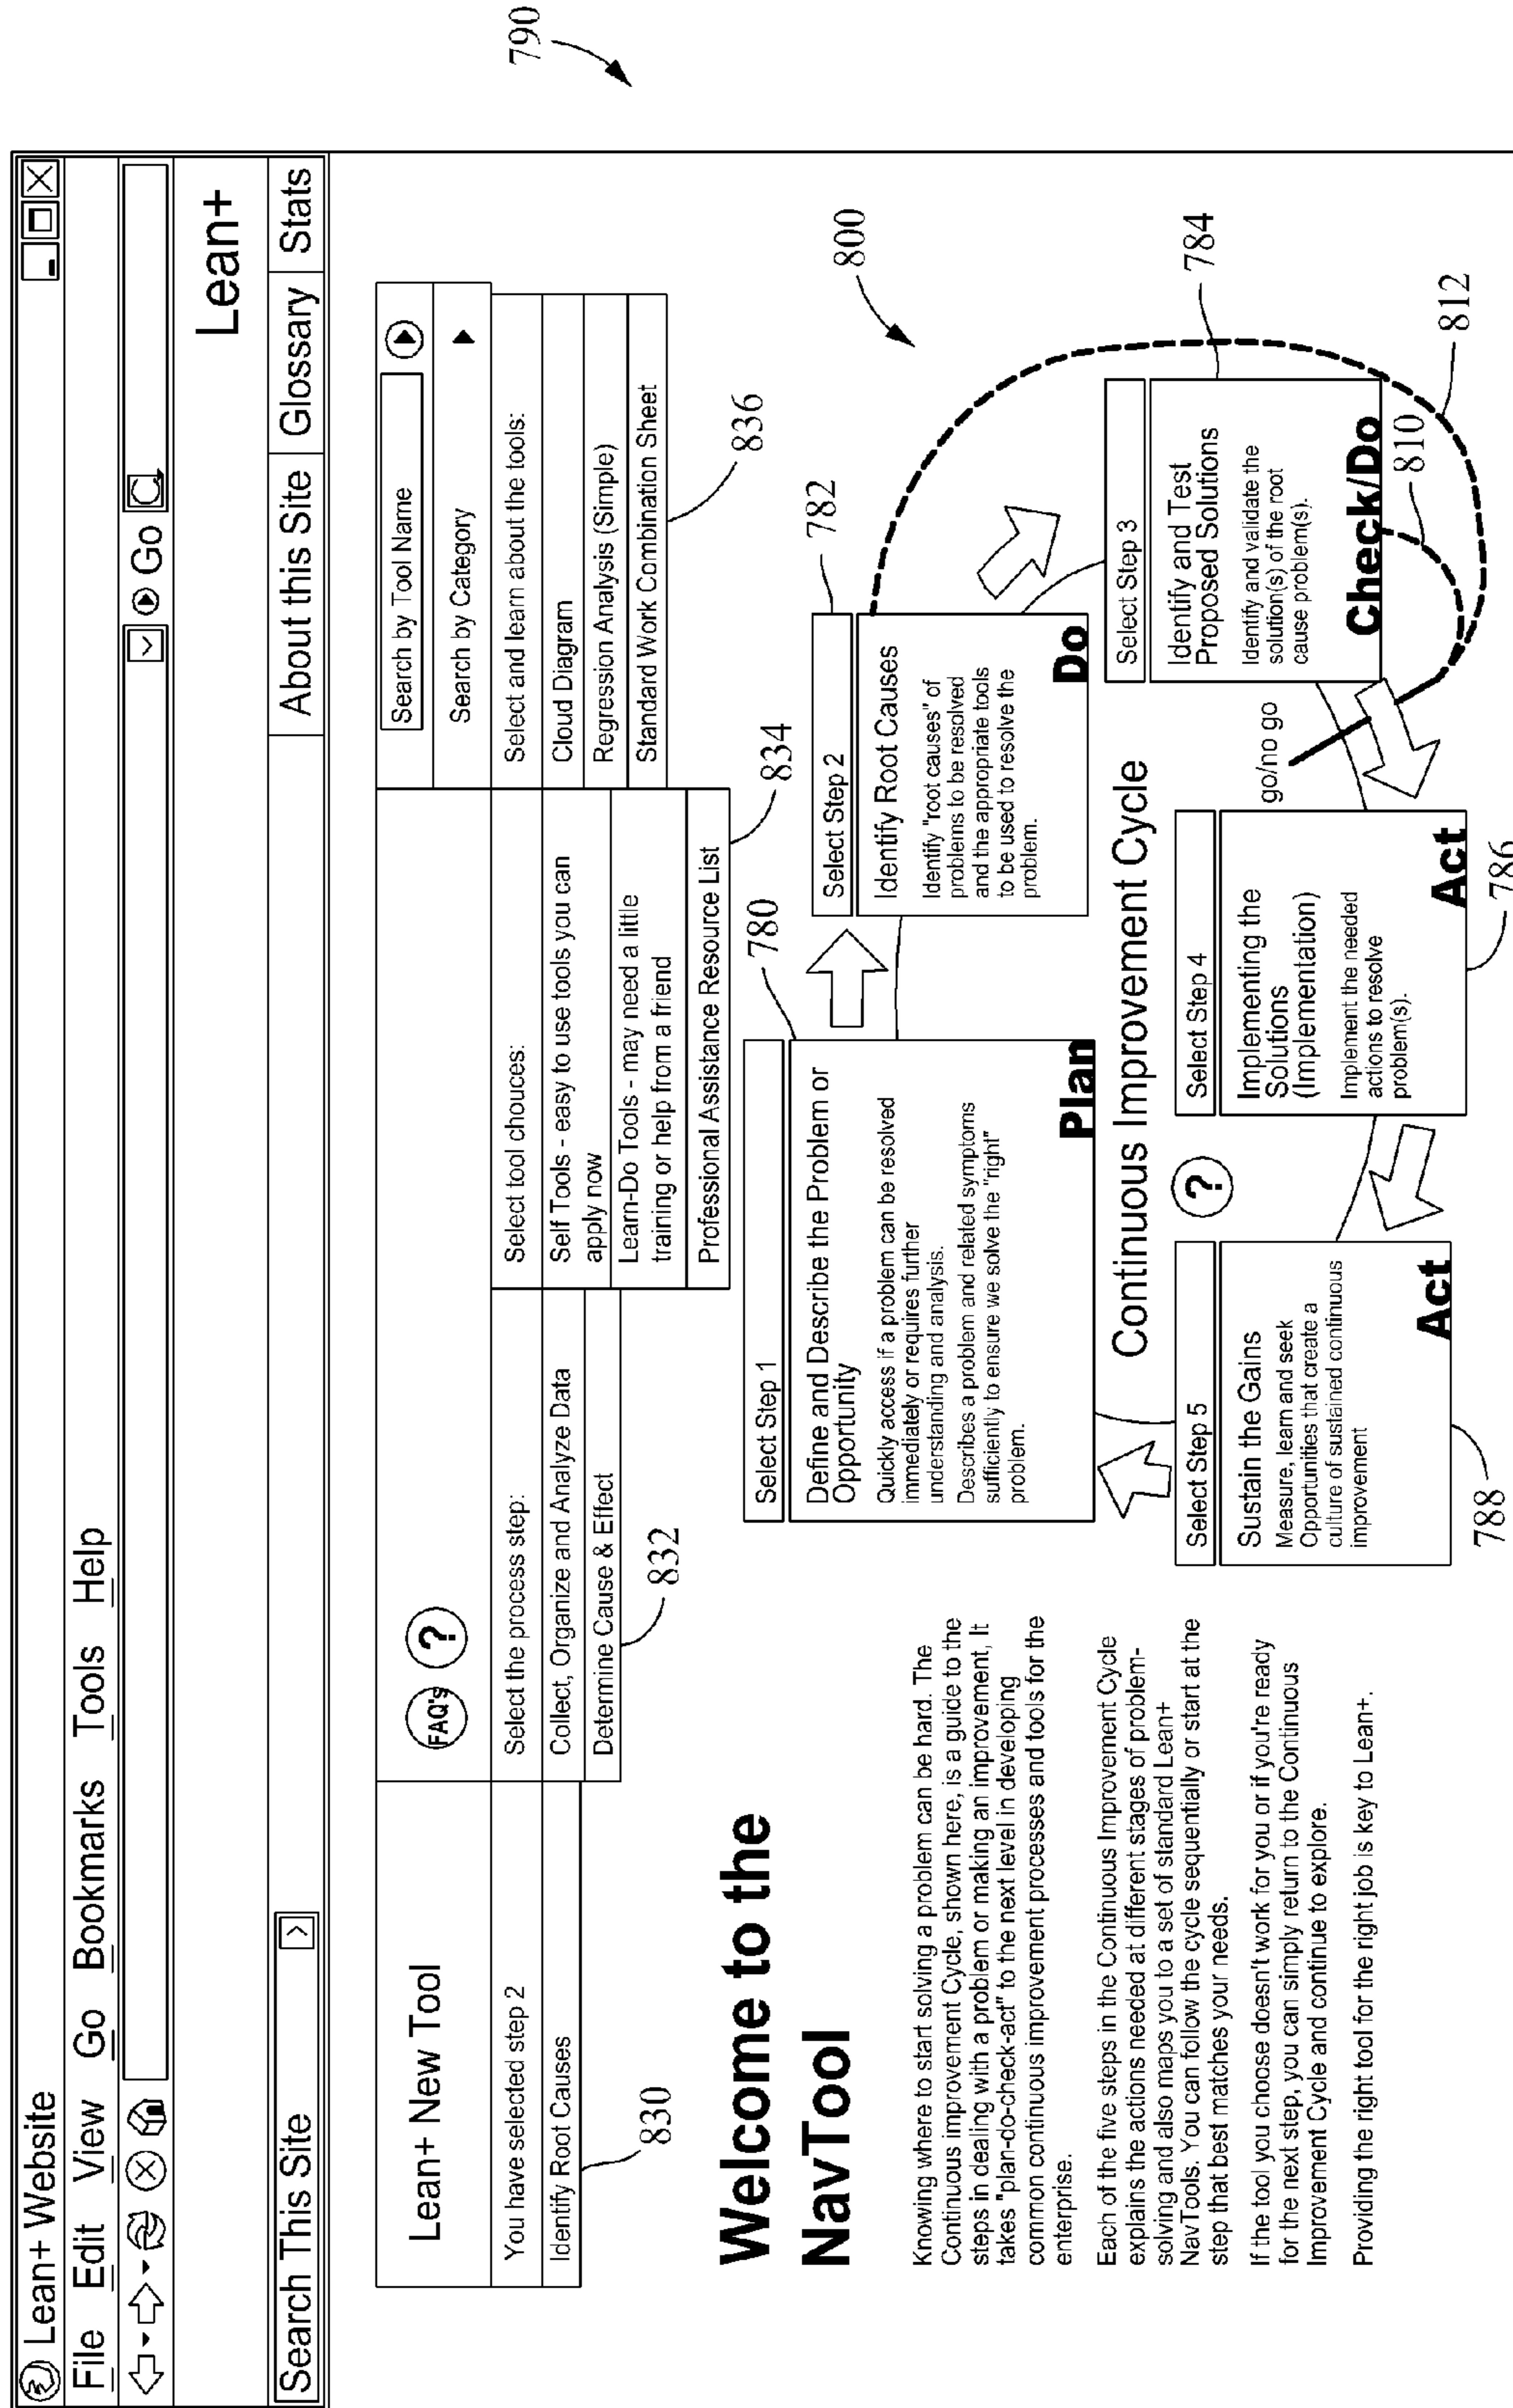 Lean+ Website
File Edit View Go Bookmarks Tools Help
Go
Lean+
Search This Site
About this Site
Glossary
Stats
790
Lean+ New Tool
FAQ's ?
Search by Tool Name
Search by Category
You have selected step 2
Identify Root Causes
830
Select the process step:
Collect, Organize and Analyze Data
Determine Cause & Effect
832
Select tool chouces:
Self Tools - easy to use tools you can
apply now
Learn-Do Tools - may need a little
training or help from a friend
Professional Assistance Resource List
834
Select and learn about the tools:
Cloud Diagram
Regression Analysis (Simple)
Standard Work Combination Sheet
836
Welcome to the
NavTool
Knowing where to start solving a problem can be hard. The
Continuous improvement Cycle, shown here, is a guide to the
steps in dealing with a problem or making an improvement, It
takes "plan-do-check-act" to the next level in developing
common continuous improvement processes and tools for the
enterprise.
Each of the five steps in the Continuous Improvement Cycle
explains the actions needed at different stages of problem-
solving and also maps you to a set of standard Lean+
NavTools. You can follow the cycle sequentially or start at the
step that best matches your needs.
If the tool you choose doesn't work for you or if you're ready
for the next step, you can simply return to the Continuous
Improvement Cycle and continue to explore.
Providing the right tool for the right job is key to Lean+.
Select Step 1
780
Define and Describe the Problem or
Opportunity
Quickly access if a problem can be resolved
immediately or requires further
understanding and analysis.
Describes a problem and related symptoms
sufficiently to ensure we solve the "right"
problem.
Plan
Select Step 2
782
Identify Root Causes
Identify "root causes" of
problems to be resolved
and the appropriate tools
to be used to resolve the
problem.
Do
800
Continuous Improvement Cycle
?
Select Step 3
784
Identify and Test
Proposed Solutions
Identify and validate the
solution(s) of the root
cause problem(s).
Check/Do
810
812
go/no go
Select Step 4
Implementing the
Solutions
(Implementation)
Implement the needed
actions to resolve
problem(s).
Act
786
Select Step 5
Sustain the Gains
Measure, learn and seek
Opportunities that create a
culture of sustained continuous
improvement
Act
788